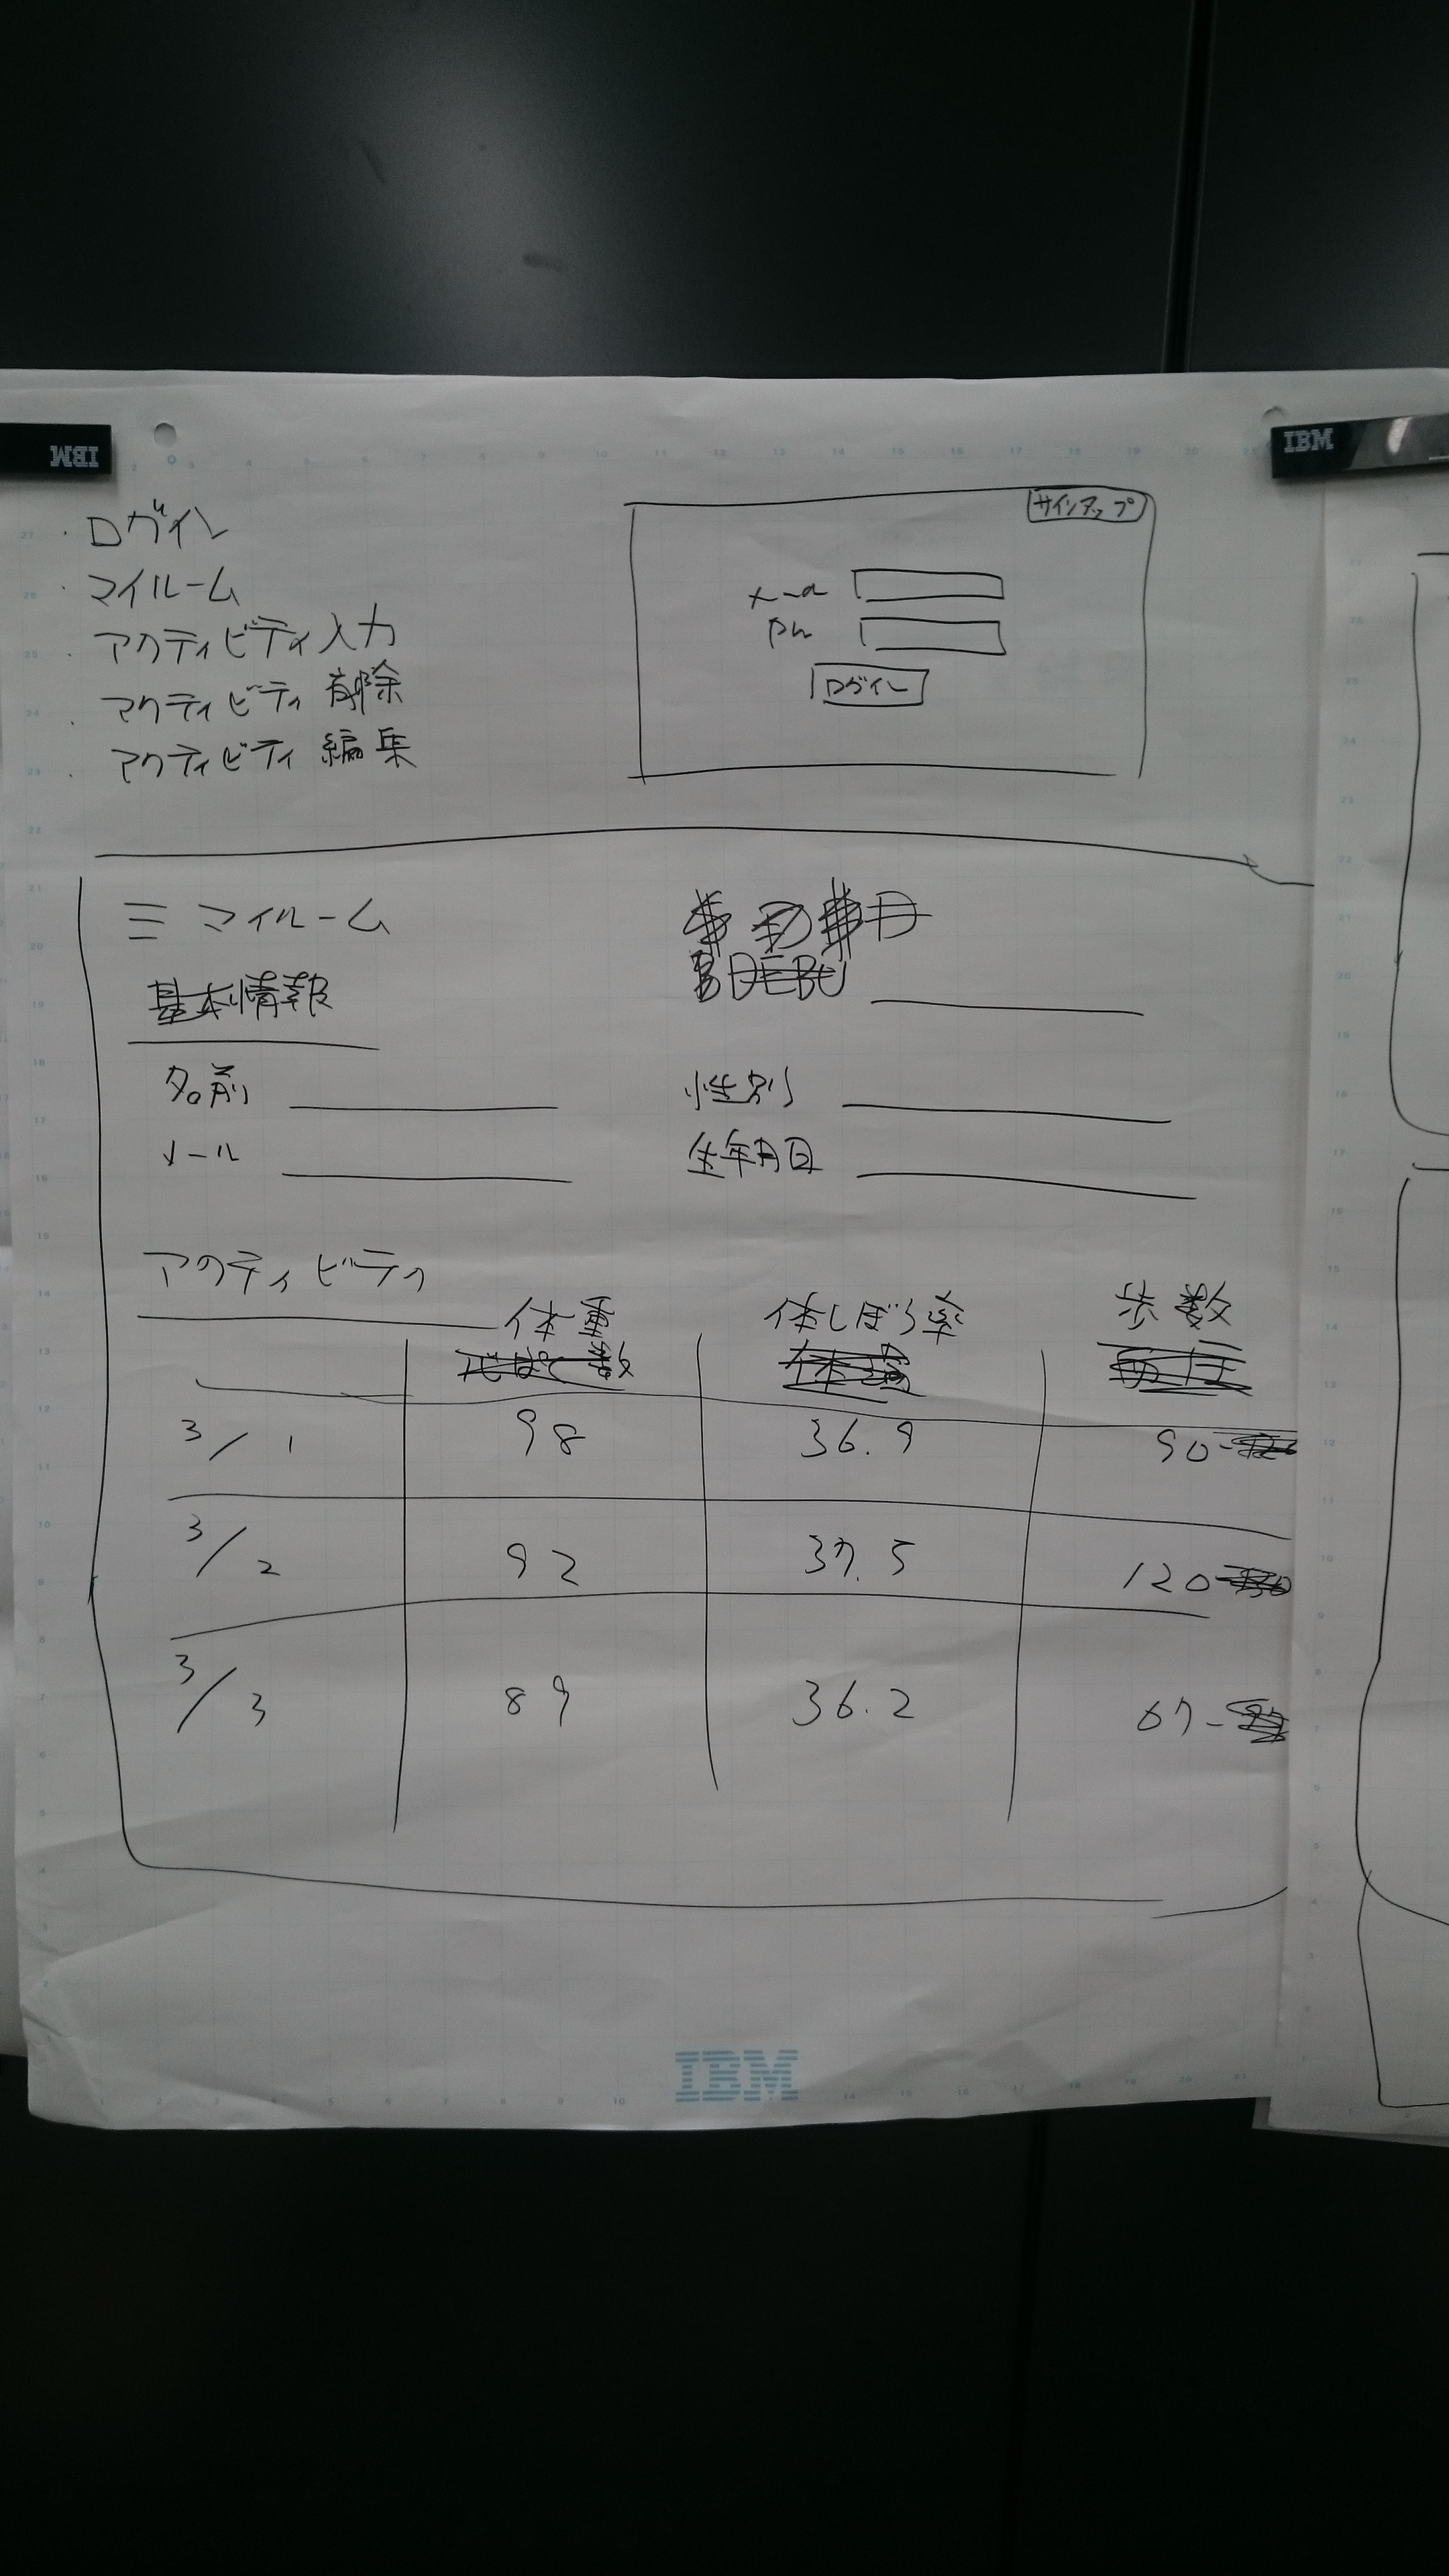 IBM
IBM
・ログイン
・マイルーム
・アクティビティ入力
・アクティビティ削除
・アクティビティ編集
サインアップ
メール
PW
ログイン
三 マイルーム
基本情報
名前
性別
メール
生年月日
アクティビティ
体重 体しぼう率 歩数
3/1 98 36.9 90
3/2 92 37.5 120
3/3 89 36.2 67
IBM